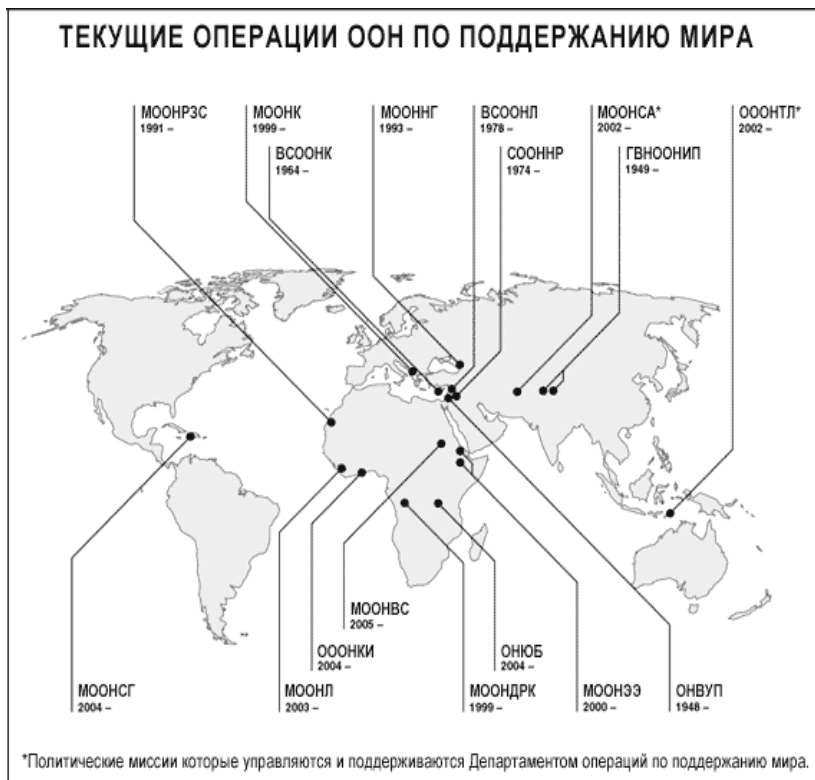 ТЕКУЩИЕ ОПЕРАЦИИ ООН ПО ПОДДЕРЖАНИЮ МИРА
МООНРЗС
1991 –
МООНК
1999 –
МООННГ
1993 –
ВСООНЛ
1978 –
МООНСА*
2002 –
ОООНТЛ*
2002 –
ВСООНК
1964 –
СООННР
1974 –
ГВНООНИП
1949 –
МООНВС
2005 –
ОООНКИ
2004 –
ОНЮБ
2004 –
МООНСГ
2004 –
МООНЛ
2003 –
МООНДРК
1999 –
МООНЭЭ
2000 –
ОНВУП
1948 –
*Политические миссии которые управляются и поддерживаются Департаментом операций по поддержанию мира.